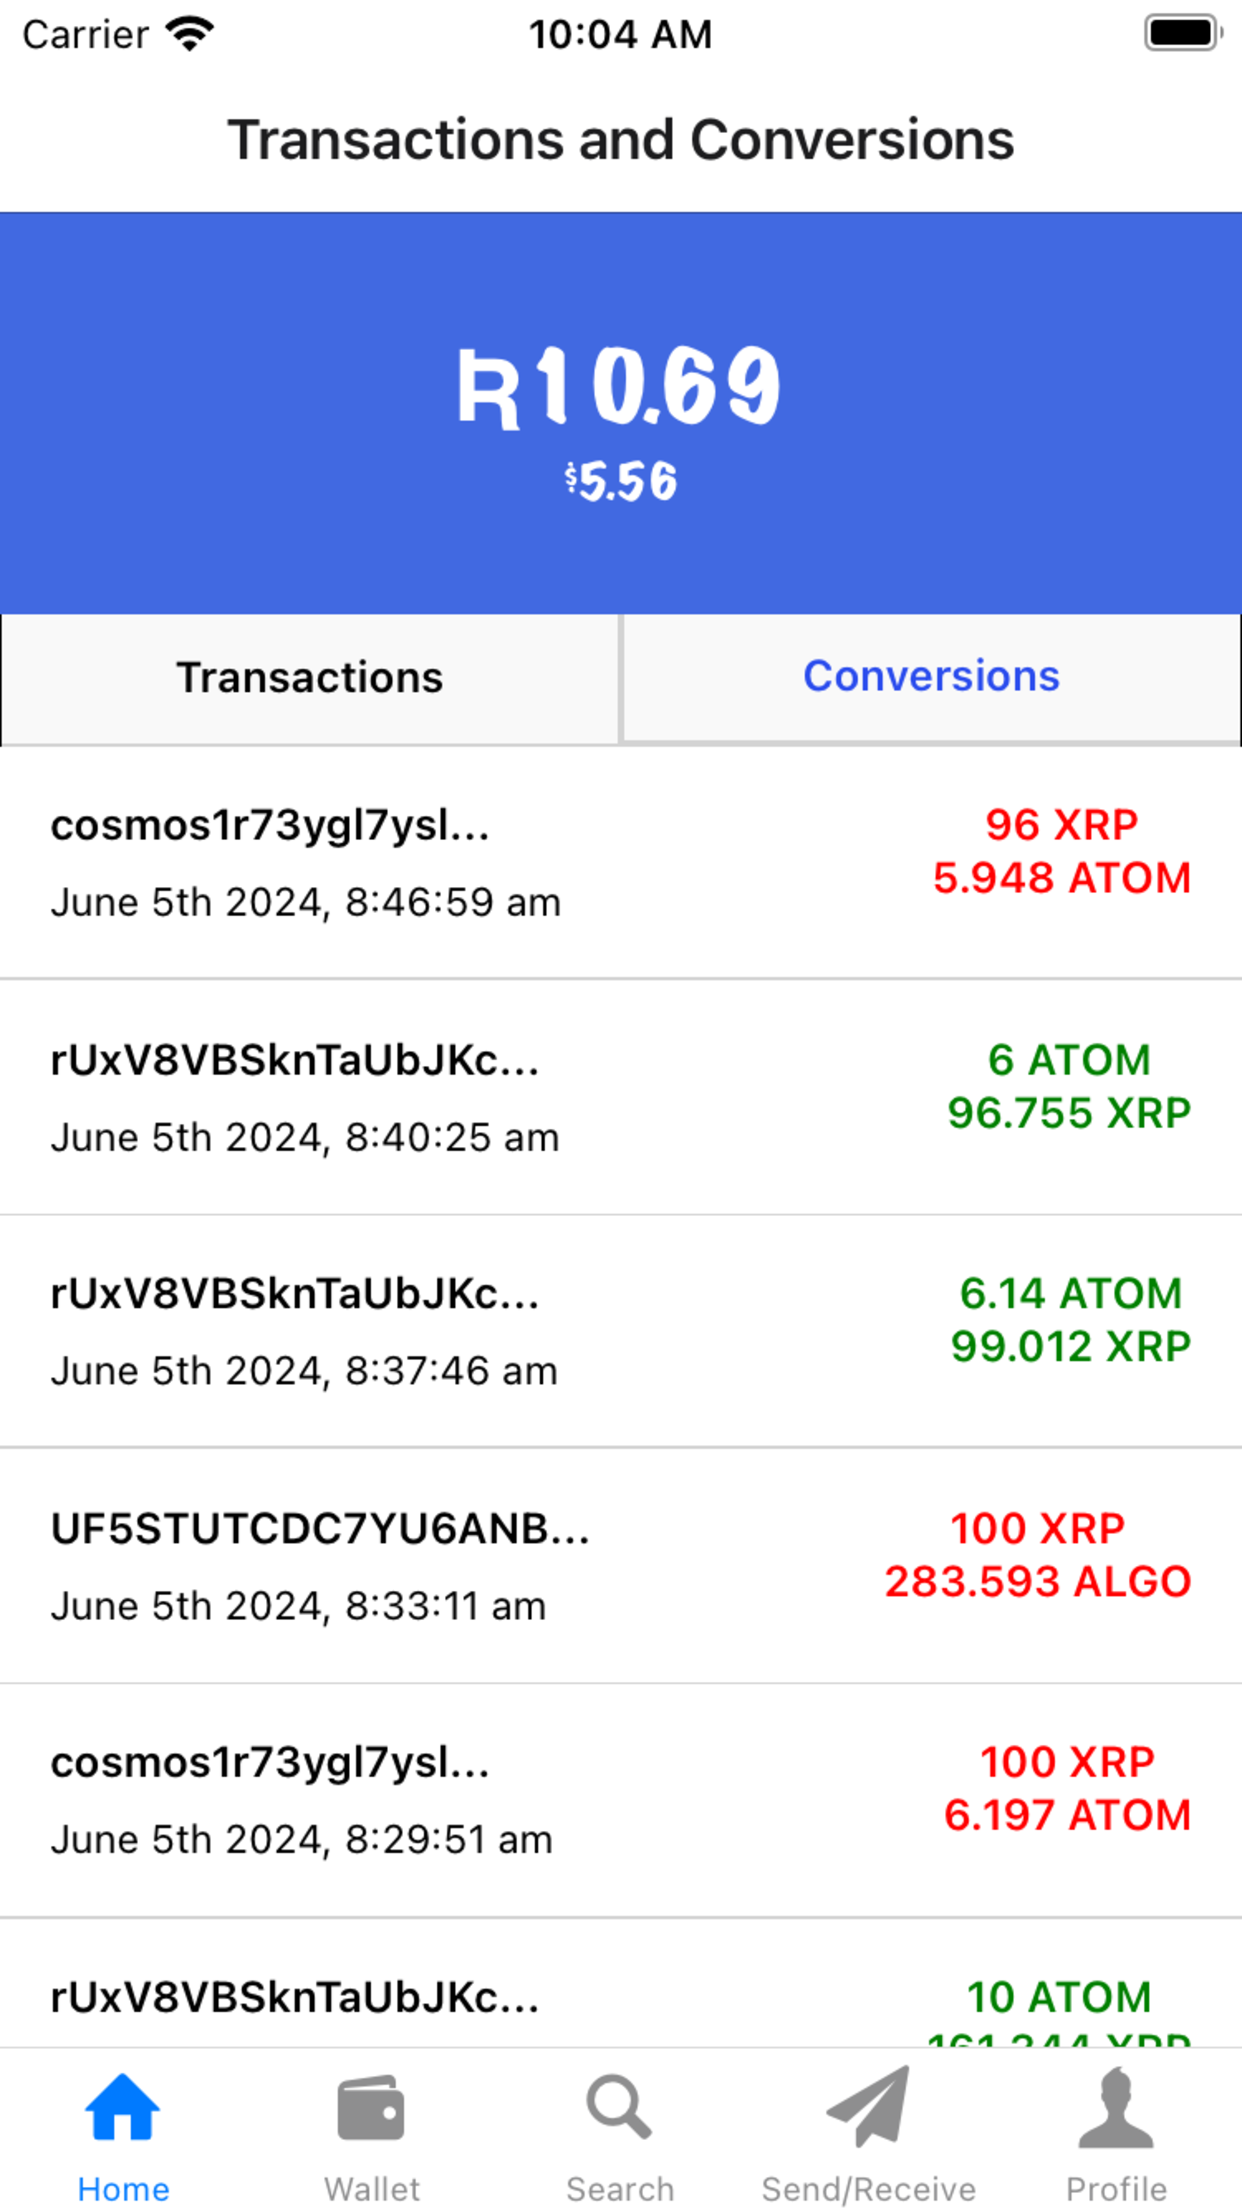 Carrier 10:04 AM
Transactions and Conversions
R10.69
$5.56
Transactions Conversions
cosmos1r73ygl7ysl... 96 XRP
5.948 ATOM
June 5th 2024, 8:46:59 am
rUxV8VBSknTaUbJKc... 6 ATOM
96.755 XRP
June 5th 2024, 8:40:25 am
rUxV8VBSknTaUbJKc... 6.14 ATOM
99.012 XRP
June 5th 2024, 8:37:46 am
UF5STUTCDC7YU6ANB... 100 XRP
283.593 ALGO
June 5th 2024, 8:33:11 am
cosmos1r73ygl7ysl... 100 XRP
6.197 ATOM
June 5th 2024, 8:29:51 am
rUxV8VBSknTaUbJKc... 10 ATOM
XRP
Home Wallet Search Send/Receive Profile